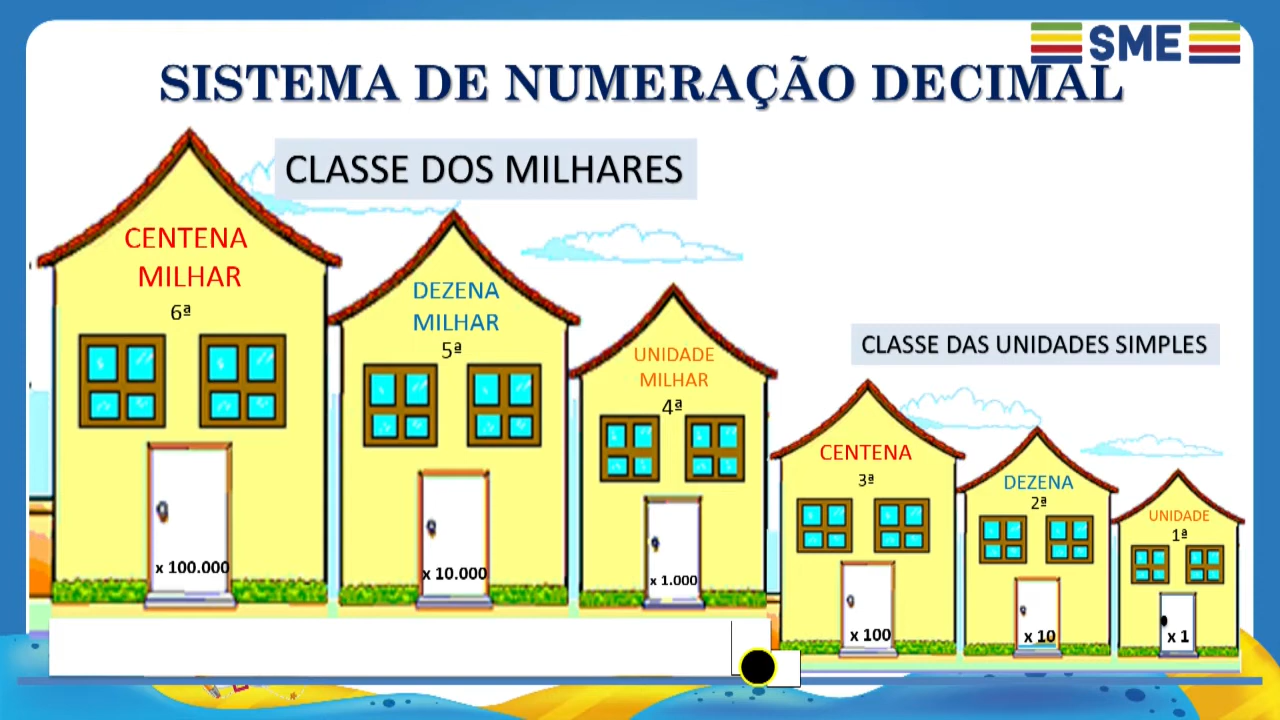 SME
SISTEMA DE NUMERAÇÃO DECIMAL
CLASSE DOS MILHARES
CENTENA
MILHAR
6ª
x 100.000
DEZENA
MILHAR
5ª
x 10.000
UNIDADE
MILHAR
4ª
x 1.000
CLASSE DAS UNIDADES SIMPLES
CENTENA
3ª
x 100
DEZENA
2ª
x 10
UNIDADE
1ª
x 1